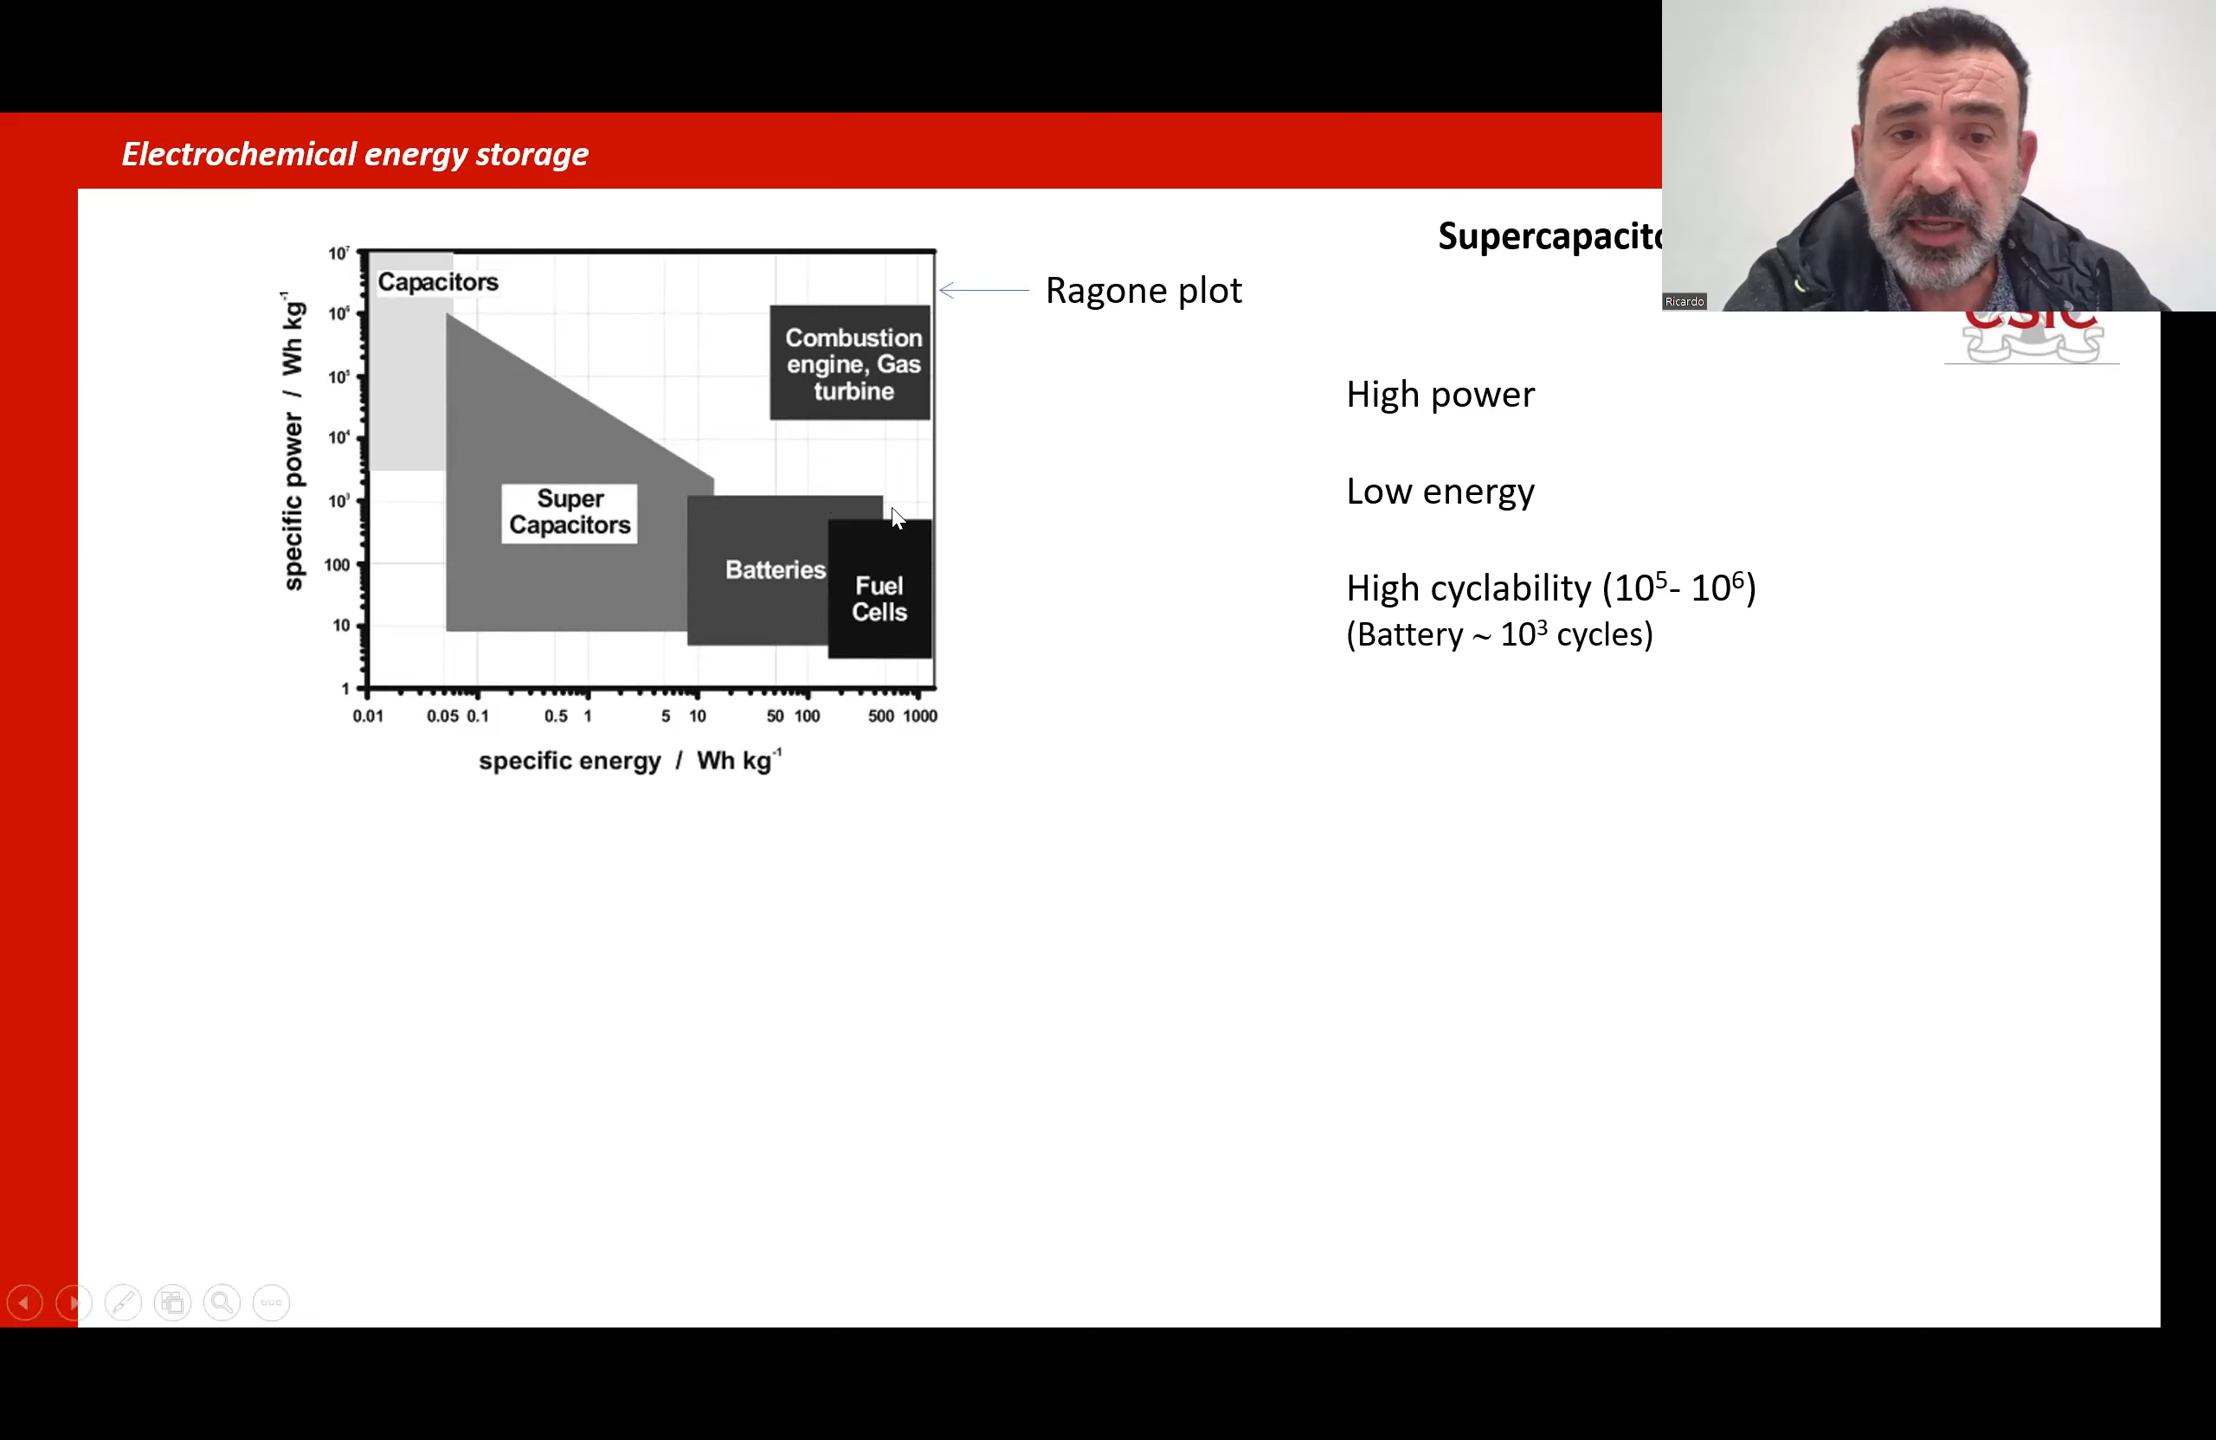 Electrochemical energy storage
Supercapacito
Ricardo
csic
Ragone plot
High power
Low energy
High cyclability (10⁵- 10⁶)
(Battery ~ 10³ cycles)
specific power / Wh kg⁻¹
10⁷
10⁶
10⁵
10⁴
10³
100
10
1
Capacitors
Combustion
engine, Gas
turbine
Super
Capacitors
Batteries
Fuel
Cells
0.01 0.05 0.1 0.5 1 5 10 50 100 500 1000
specific energy / Wh kg⁻¹